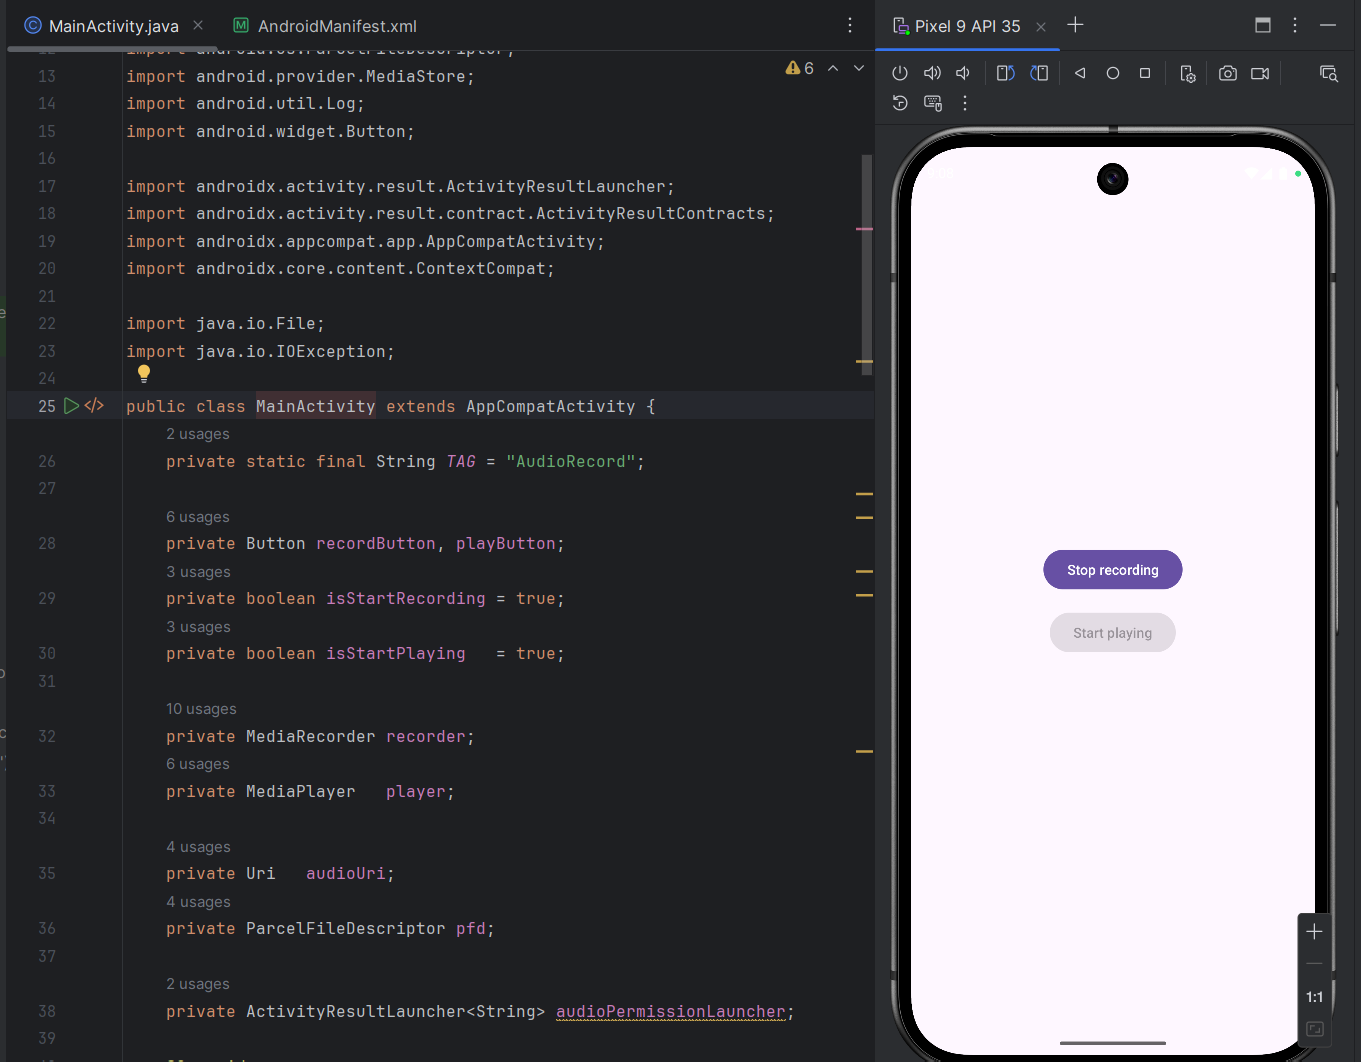 MainActivity.java
AndroidManifest.xml
6
13 import android.provider.MediaStore;
14 import android.util.Log;
15 import android.widget.Button;
16
17 import androidx.activity.result.ActivityResultLauncher;
18 import androidx.activity.result.contract.ActivityResultContracts;
19 import androidx.appcompat.app.AppCompatActivity;
20 import androidx.core.content.ContextCompat;
21
22 import java.io.File;
23 import java.io.IOException;
24
25 </> public class MainActivity extends AppCompatActivity {
2 usages
26 private static final String TAG = "AudioRecord";
27
6 usages
28 private Button recordButton, playButton;
3 usages
29 private boolean isStartRecording = true;
3 usages
30 private boolean isStartPlaying   = true;
31
10 usages
32 private MediaRecorder recorder;
6 usages
33 private MediaPlayer   player;
34
4 usages
35 private Uri   audioUri;
4 usages
36 private ParcelFileDescriptor pfd;
37
2 usages
38 private ActivityResultLauncher<String> audioPermissionLauncher;
39
Pixel 9 API 35
Stop recording
Start playing
1:1